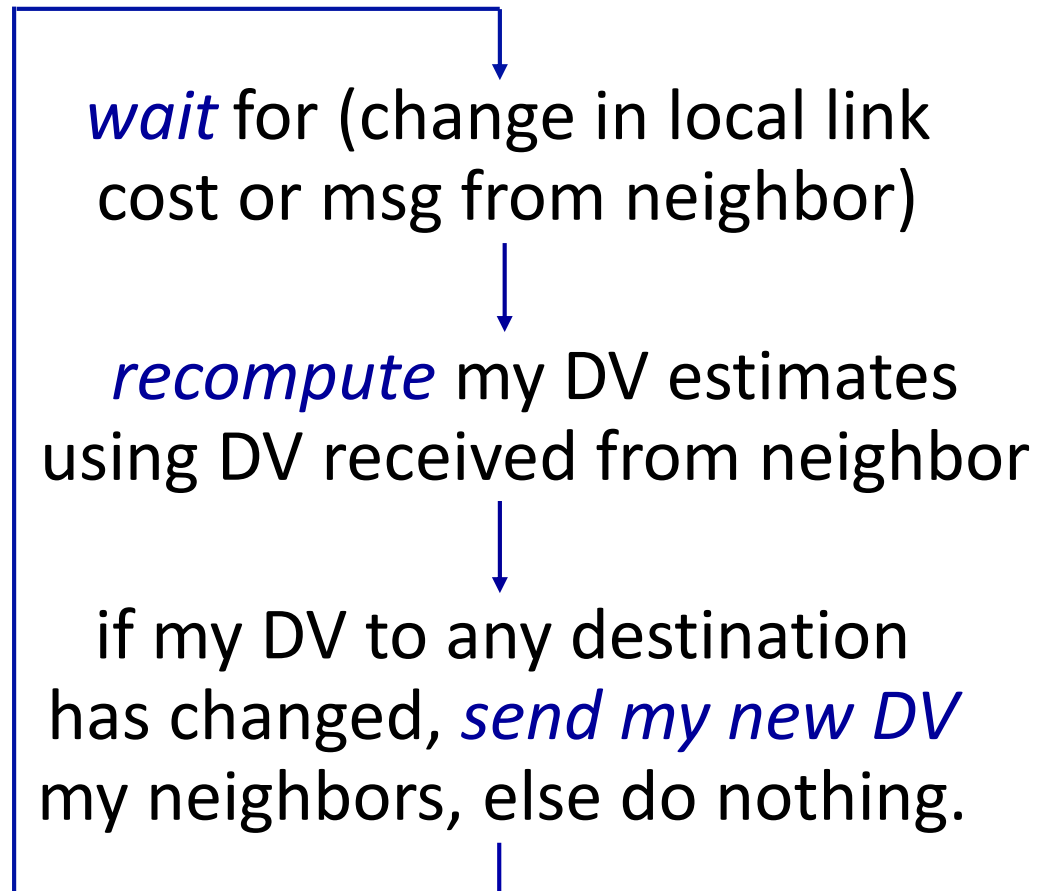 wait for (change in local link
cost or msg from neighbor)
recompute my DV estimates
using DV received from neighbor
if my DV to any destination
has changed, send my new DV
my neighbors, else do nothing.